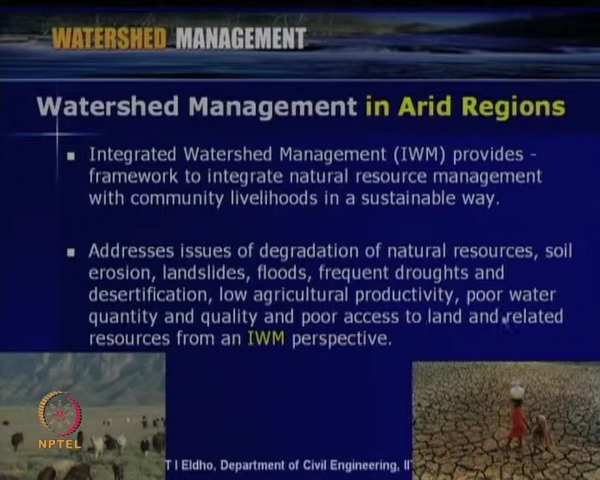 WATERSHED MANAGEMENT
Watershed Management in Arid Regions
Integrated Watershed Management (IWM) provides -
framework to integrate natural resource management
with community livelihoods in a sustainable way.
Addresses issues of degradation of natural resources, soil
erosion, landslides, floods, frequent droughts and
desertification, low agricultural productivity, poor water
quantity and quality and poor access to land and related
resources from an IWM perspective.
NPTEL
T I Eldho, Department of Civil Engineering,